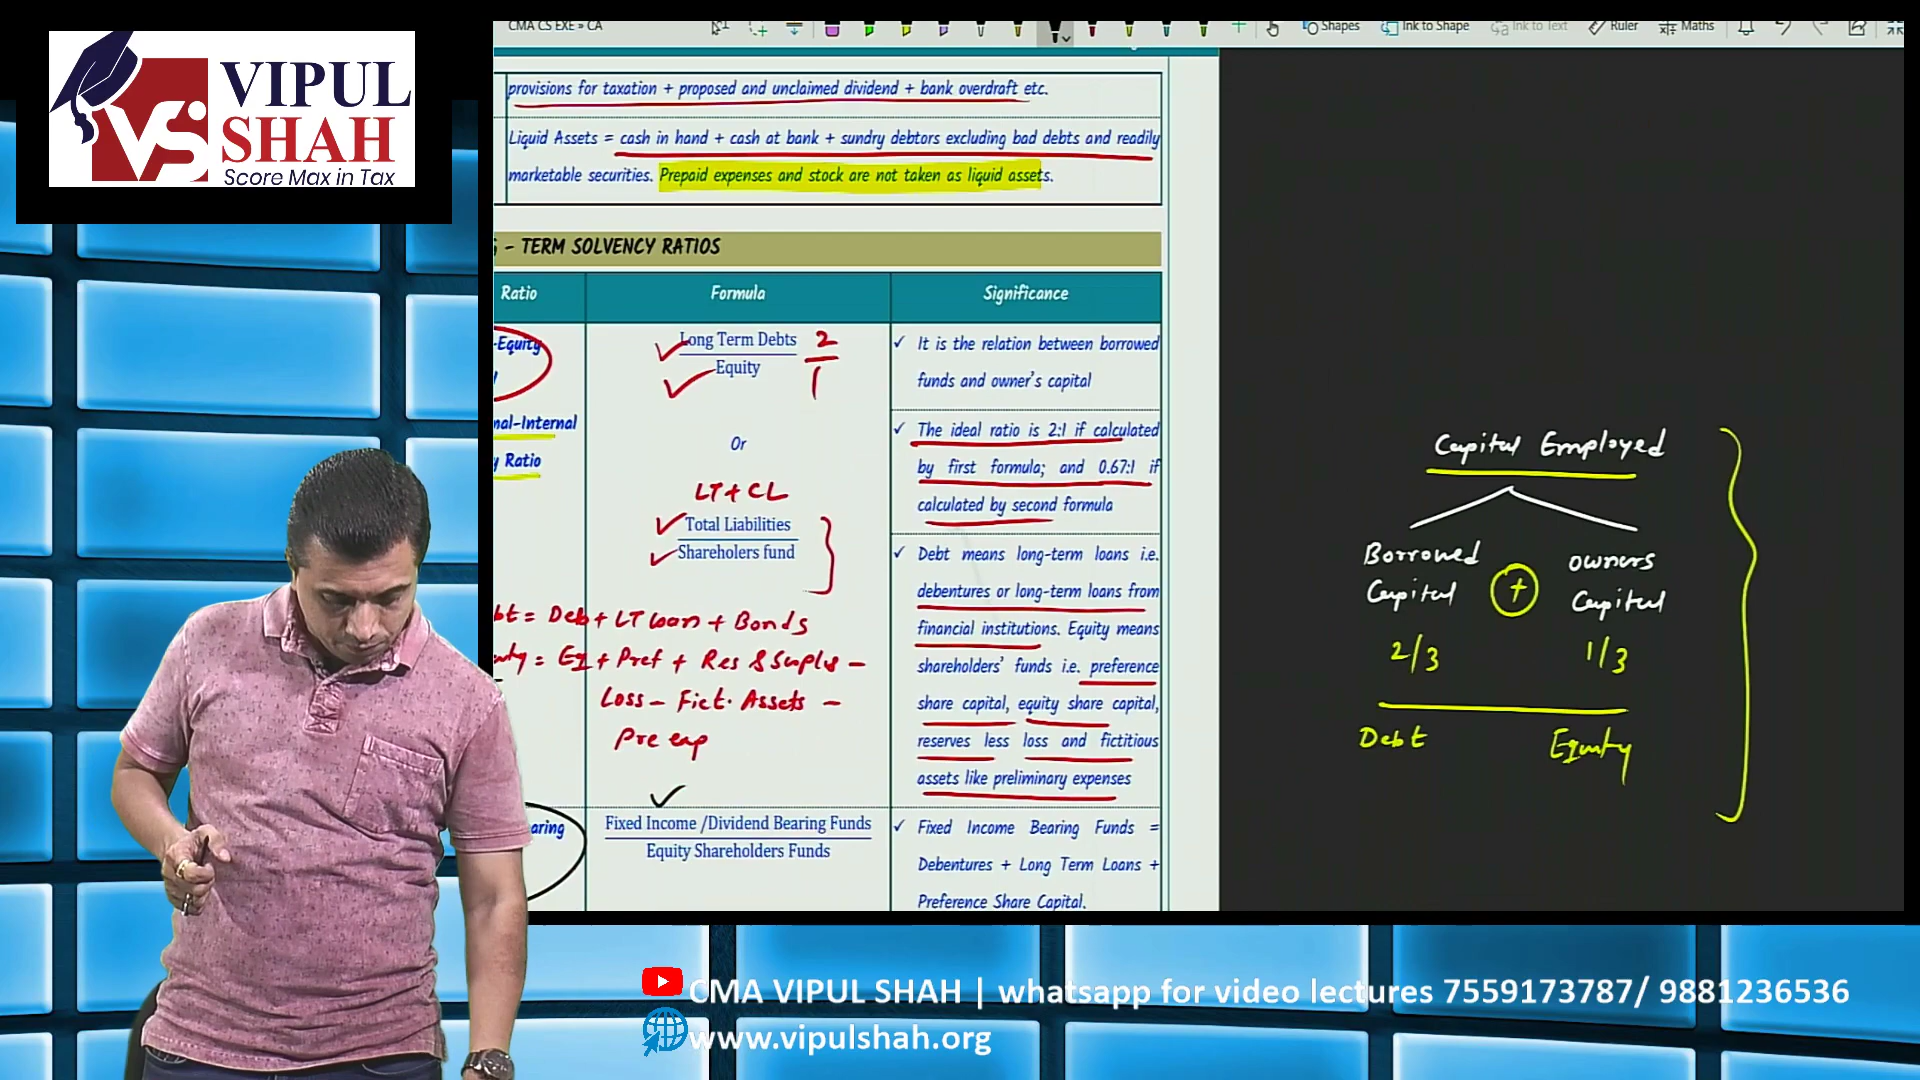 VIPUL
SHAH
VS
Score Max in Tax
CMA CS EXE » CA
Shapes
Ink to Shape
Ink to Text
Ruler
Maths
provisions for taxation + proposed and unclaimed dividend + bank overdraft etc.
Liquid Assets = cash in hand + cash at bank + sundry debtors excluding bad debts and readily
marketable securities. Prepaid expenses and stock are not taken as liquid assets.
- TERM SOLVENCY RATIOS
Ratio
Formula
Significance
-Equity
nal-Internal
y Ratio
Long Term Debts
Equity
2
1
Or
LT + CL
Total Liabilities
Shareholers fund
bt = Deb + LT Loan + Bonds
uity = Eq + Pref + Res & Surplus -
Loss - Fict. Assets -
Pre exp
✓ It is the relation between borrowed
funds and owner's capital
✓ The ideal ratio is 2:1 if calculated
by first formula; and 0.67:1 if
calculated by second formula
✓ Debt means long-term loans i.e.
debentures or long-term loans from
financial institutions. Equity means
shareholders' funds i.e. preference
share capital, equity share capital,
reserves less loss and fictitious
assets like preliminary expenses
aring
Fixed Income /Dividend Bearing Funds
Equity Shareholders Funds
✓ Fixed Income Bearing Funds =
Debentures + Long Term Loans +
Preference Share Capital.
Capital Employed
Borrowed
Capital
+
owners
Capital
2/3
1/3
Debt
Equity
CMA VIPUL SHAH | whatsapp for video lectures 7559173787/ 9881236536
www.vipulshah.org